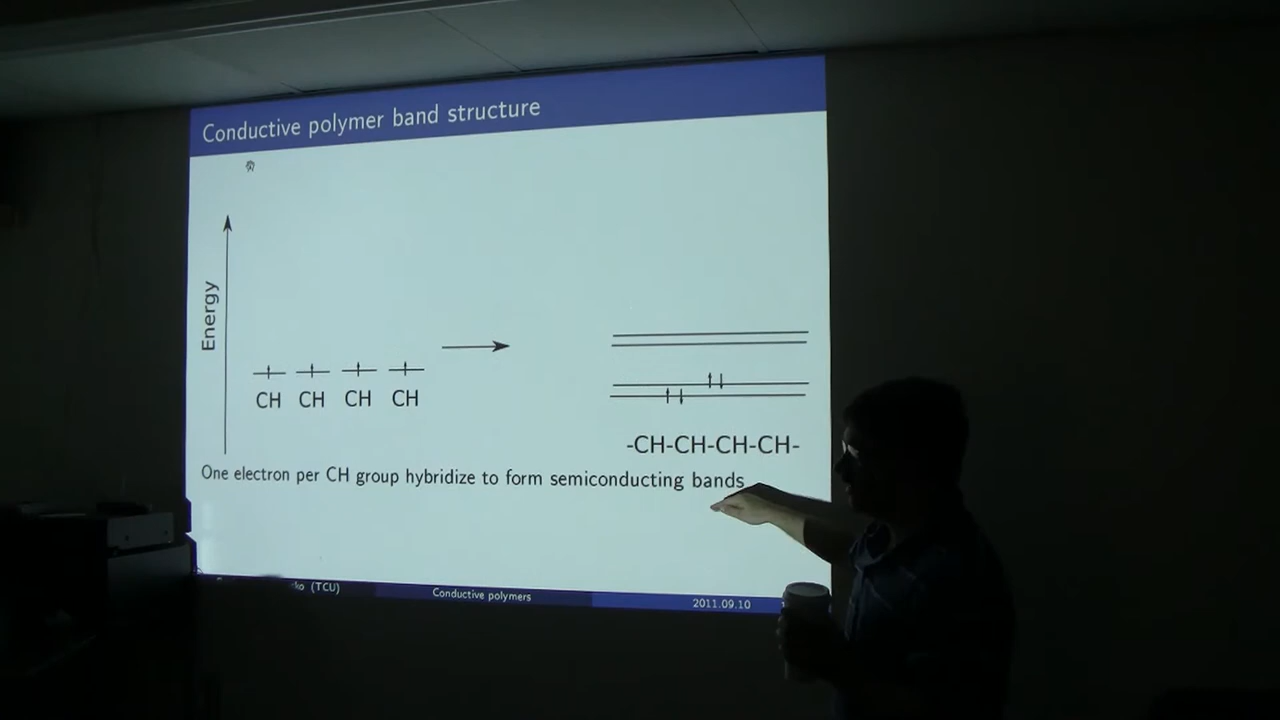 Conductive polymer band structure
Energy
CH CH CH CH
-CH-CH-CH-CH-
One electron per CH group hybridize to form semiconducting bands
(TCU)
Conductive polymers
2011.09.10